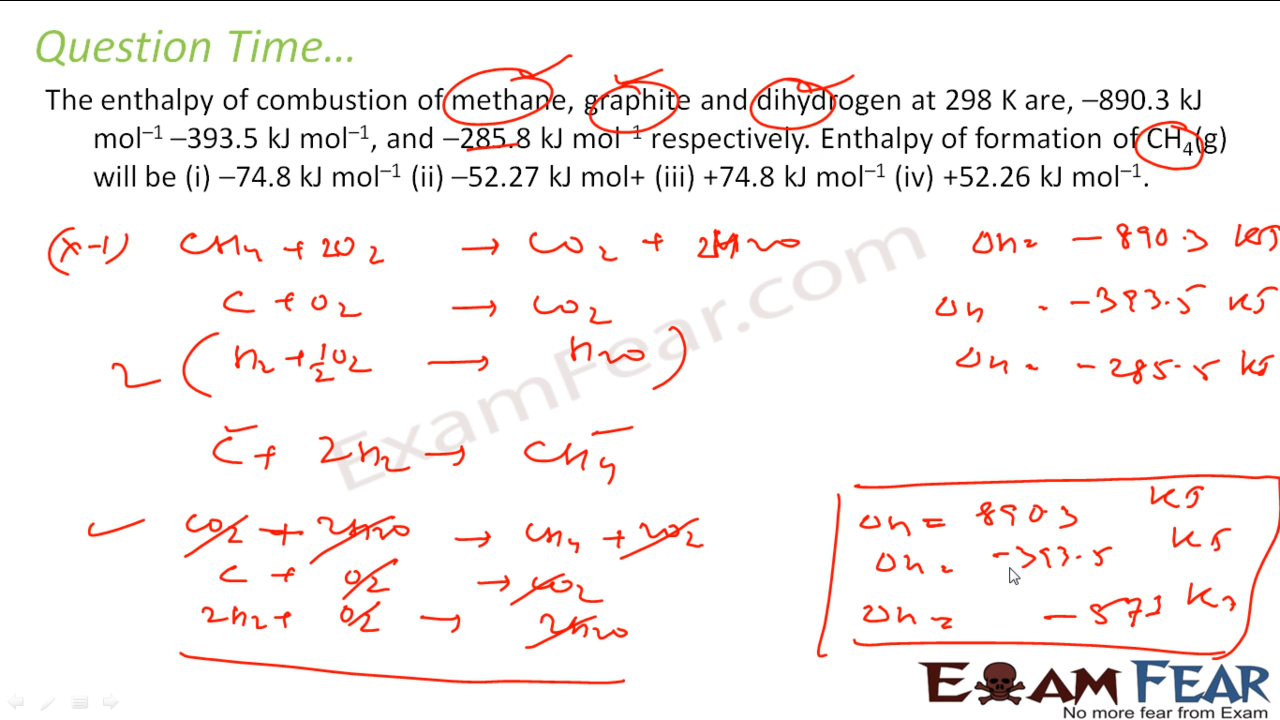 Question Time...
The enthalpy of combustion of methane, graphite and dihydrogen at 298 K are, –890.3 kJ
mol–1 –393.5 kJ mol–1, and –285.8 kJ mol–1 respectively. Enthalpy of formation of CH4(g)
will be (i) –74.8 kJ mol–1 (ii) –52.27 kJ mol+ (iii) +74.8 kJ mol–1 (iv) +52.26 kJ mol–1.
(x-1) CH4 + 2O2 → CO2 + 2H2O ΔH= -890.3 KJ
C + O2 → CO2 ΔH = -393.5 KJ
2 (H2 + 1/2 O2 → H2O) ΔH= -285.5 KJ
C + 2H2 → CH4
CO2 + 2H2O → CH4 + 2O2 ΔH= 890.3 KJ
C + O2 → CO2 ΔH= -393.5 KJ
2H2 + O2 → 2H2O ΔH= -573 KJ
ExamFear.com
EXAM FEAR
No more fear from Exam